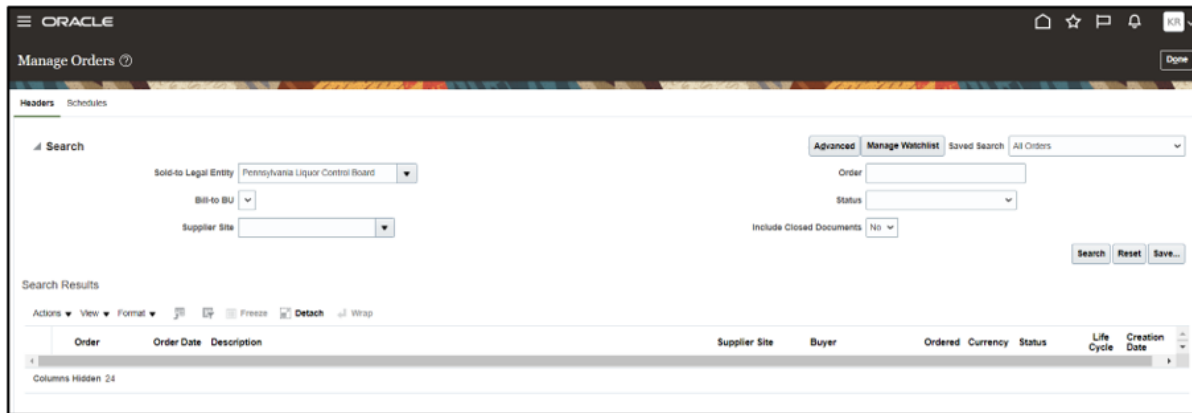 ORACLE
KR
Manage Orders
Done
Headers Schedules
Search
Advanced Manage Watchlist Saved Search All Orders
Sold-to Legal Entity Pennsylvania Liquor Control Board
Order
Bill-to BU
Status
Supplier Site
Include Closed Documents No
Search Reset Save...
Search Results
Actions View Format Freeze Detach Wrap
Order Order Date Description Supplier Site Buyer Ordered Currency Status Life Cycle Creation Date
Columns Hidden 24